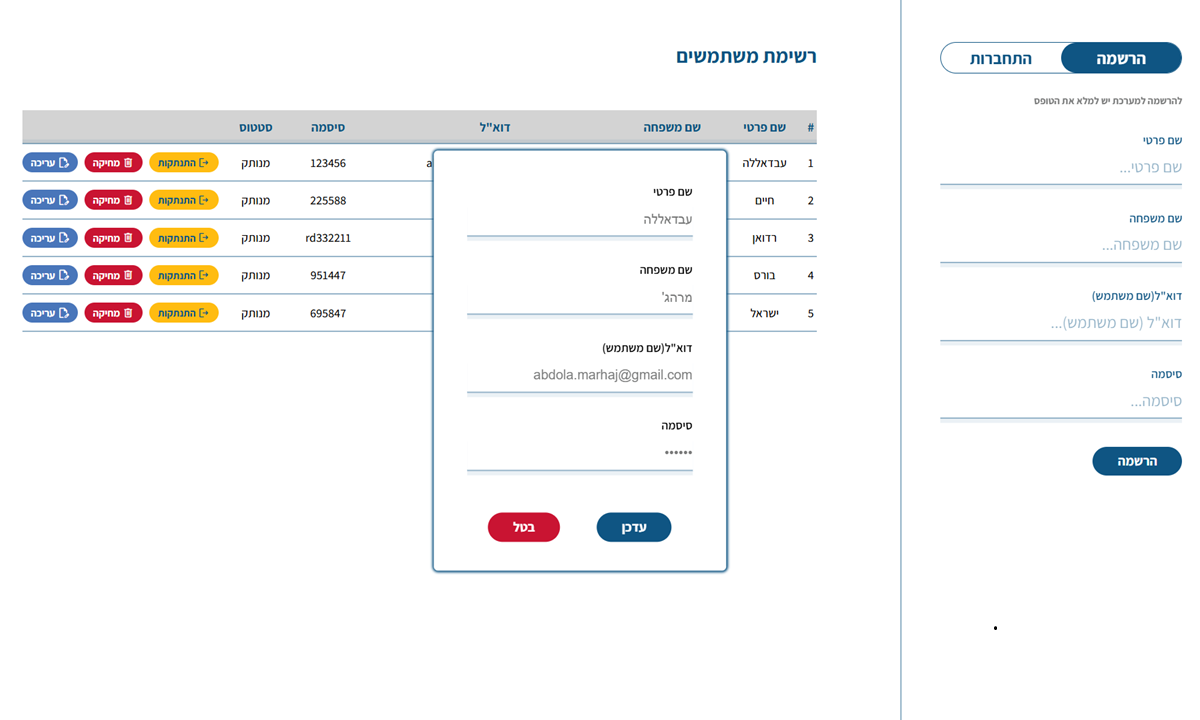 הרשמה
התחברות
להרשמה למערכת יש למלא את הטופס
שם פרטי
שם פרטי...
שם משפחה
שם משפחה...
דוא"ל(שם משתמש)
דוא"ל (שם משתמש)...
סיסמה
סיסמה...
הרשמה
רשימת משתמשים
# שם פרטי שם משפחה דוא"ל סיסמה סטטוס
1 עבדאללה a 123456 מנותק התנתקות מחיקה עריכה
2 חיים 225588 מנותק התנתקות מחיקה עריכה
3 רדואן rd332211 מנותק התנתקות מחיקה עריכה
4 בורס 951447 מנותק התנתקות מחיקה עריכה
5 ישראל 695847 מנותק התנתקות מחיקה עריכה
שם פרטי
עבדאללה
שם משפחה
מרהג'
דוא"ל(שם משתמש)
abdola.marhaj@gmail.com
סיסמה
••••••
עדכן
בטל